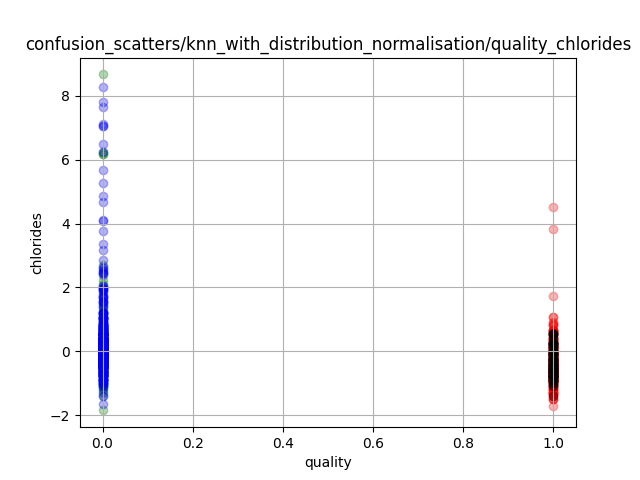 confusion_scatters/knn_with_distribution_normalisation/quality_chlorides
8
6
4
2
0
−2
chlorides
0.0 0.2 0.4 0.6 0.8 1.0
quality